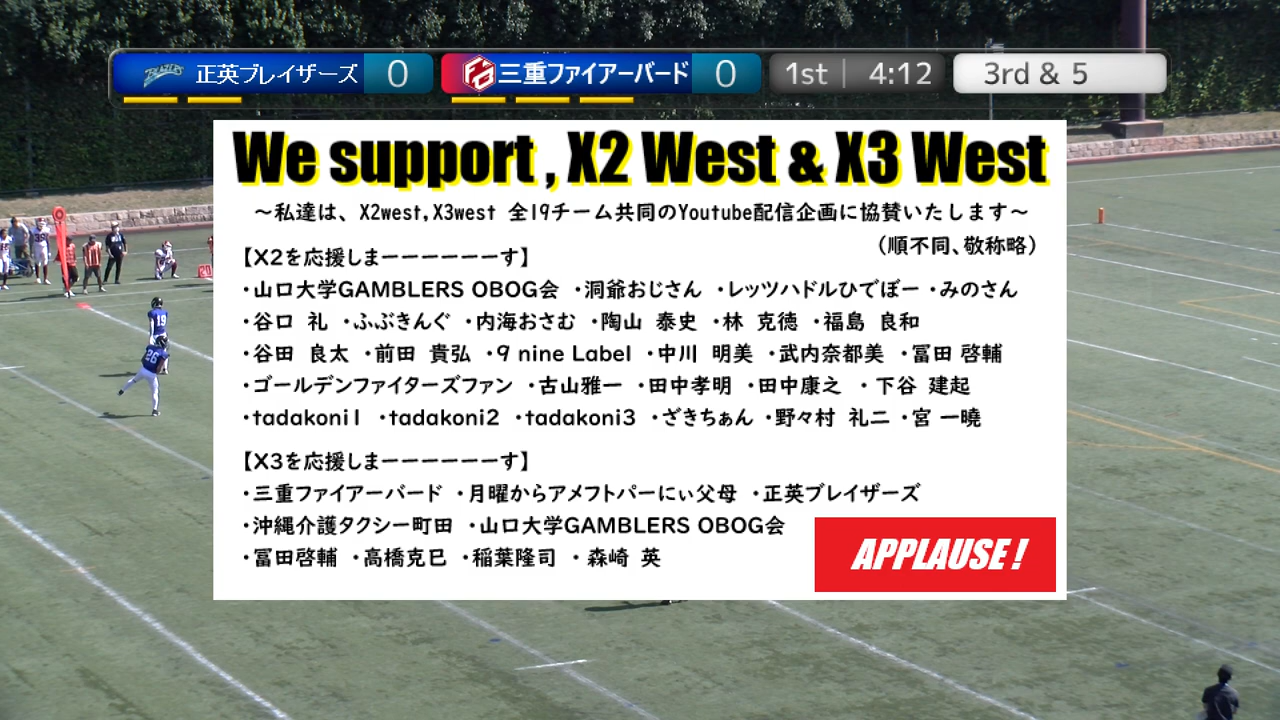 BLAZERS 正英ブレイザーズ 0 三重ファイアーバード 0 1st 4:12 3rd & 5
We support , X2 West & X3 West
～私達は、X2west,X3west 全19チーム共同のYoutube配信企画に協賛いたします～
（順不同、敬称略）
【X2を応援しまーーーーーーす】
・山口大学GAMBLERS OBOG会 ・洞爺おじさん ・レッツハドルひでぼー ・みのさん
・谷口 礼 ・ふぶきんぐ ・内海おさむ ・陶山 泰史 ・林 克徳 ・福島 良和
・谷田 良太 ・前田 貴弘 ・9 nine Label ・中川 明美 ・武内奈都美 ・冨田 啓輔
・ゴールデンファイターズファン ・古山雅一 ・田中孝明 ・田中康之 ・下谷 建起
・tadakoni1 ・tadakoni2 ・tadakoni3 ・ざきちぁん ・野々村 礼二 ・宮 一曉
【X3を応援しまーーーーーーす】
・三重ファイアーバード ・月曜からアメフトバーにぃ父母 ・正英ブレイザーズ
・沖縄介護タクシー町田 ・山口大学GAMBLERS OBOG会
・冨田啓輔 ・高橋克巳 ・稲葉隆司 ・森崎 英
APPLAUSE !
19
26
20